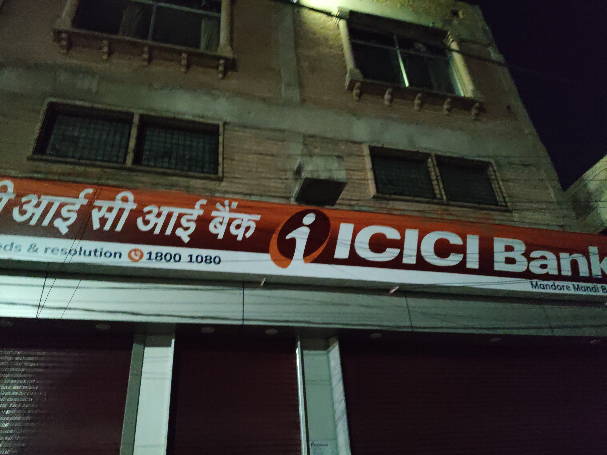 आई सी आई बैंक
ICICI Bank
& resolution 1800 1080
Mandore Mandi